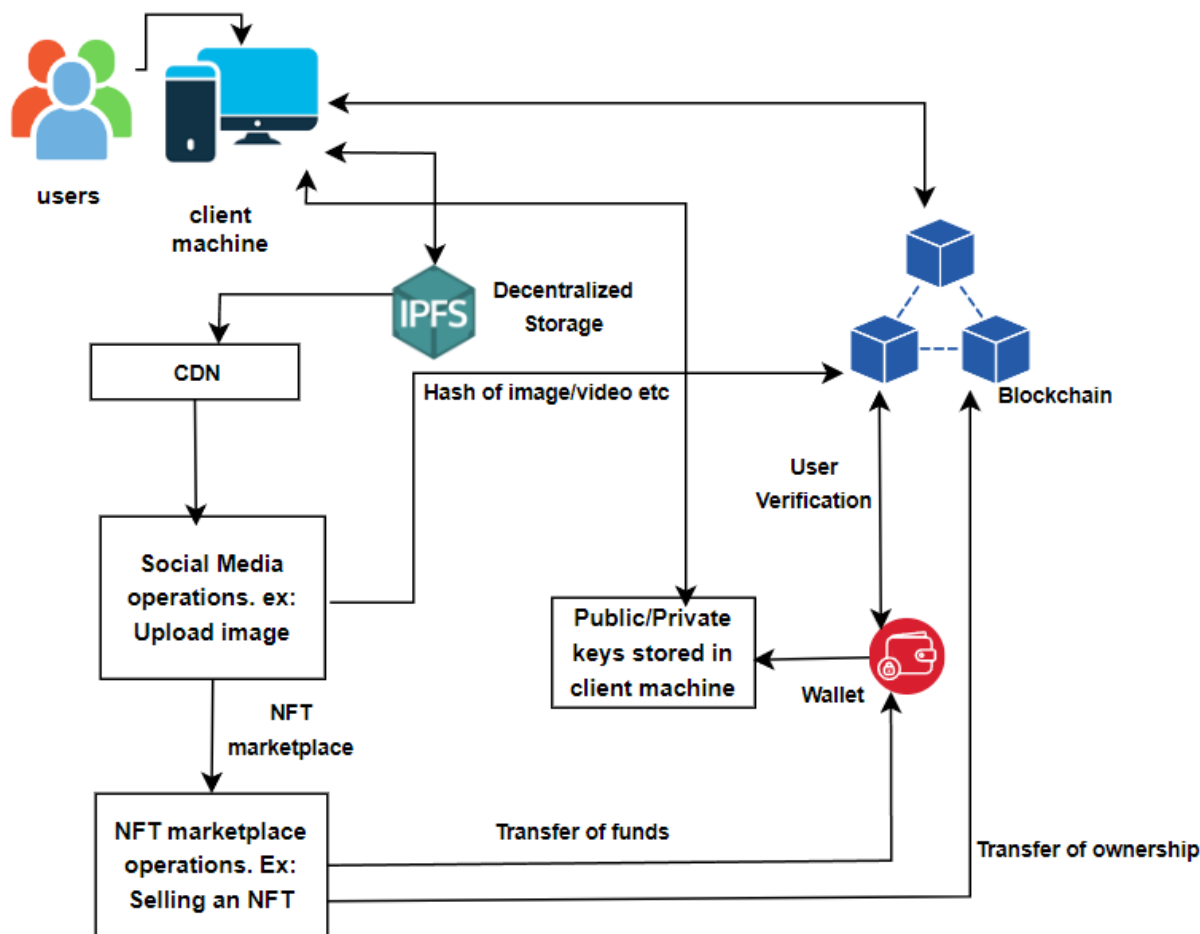 users
client
machine
IPFS
Decentralized
Storage
CDN
Hash of image/video etc
Blockchain
User
Verification
Social Media
operations. ex:
Upload image
Public/Private
keys stored in
client machine
Wallet
NFT
marketplace
NFT marketplace
operations. Ex:
Selling an NFT
Transfer of funds
Transfer of ownership